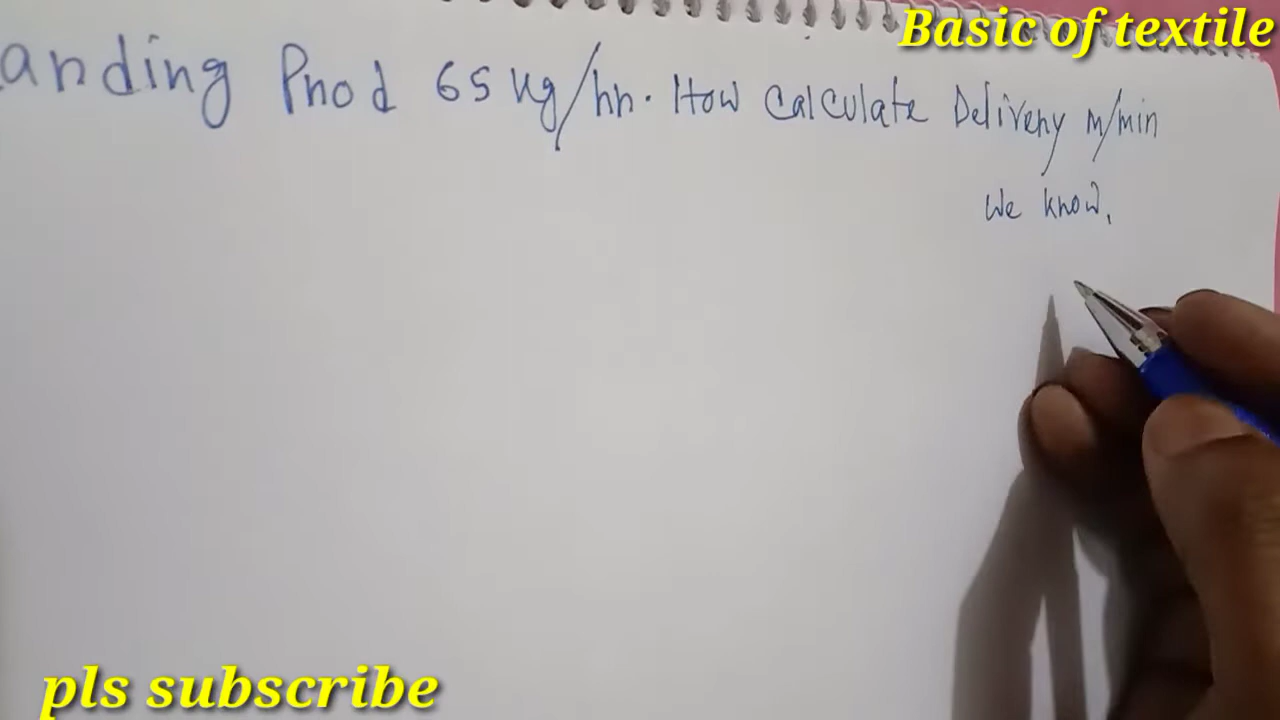 Basic of textile
anding Prod 65 kg/hr. How Calculate Delivery m/min
We know,
pls subscribe